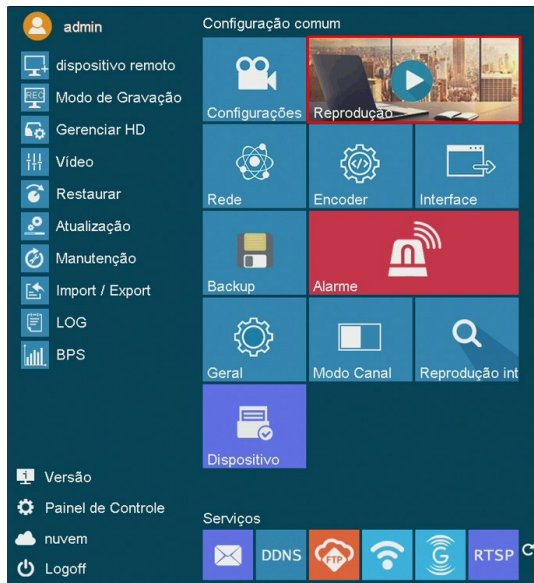 admin
dispositivo remoto
REC
Modo de Gravação
Gerenciar HD
Vídeo
Restaurar
Atualização
Manutenção
Import / Export
LOG
BPS
Versão
Painel de Controle
nuvem
Logoff
Configuração comum
Configurações
Reprodução
Rede
Encoder
Interface
Backup
Alarme
Geral
Modo Canal
Reprodução int
Dispositivo
Serviços
DDNS
FTP
G
RTSP